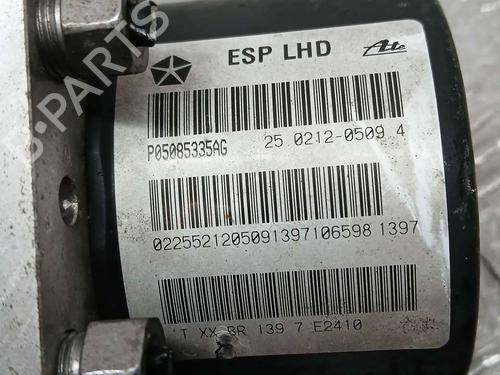 ESP LHD Ate
P05085335AG 25 0212-0509 4
02255212050913971065981397
T XX BR 139 7 E2410
B-PARTS